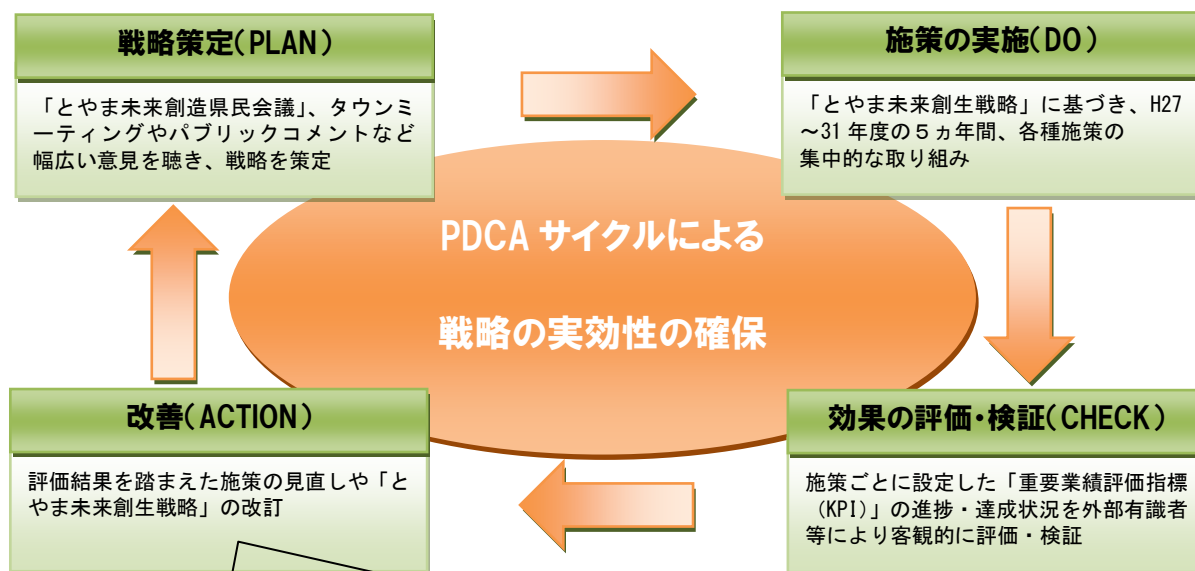 戦略策定(PLAN)
「とやま未来創造県民会議」、タウンミ
ーティングやパブリックコメントなど
幅広い意見を聴き、戦略を策定
施策の実施(DO)
「とやま未来創生戦略」に基づき、H27
～31 年度の５ヵ年間、各種施策の
集中的な取り組み
PDCA サイクルによる
戦略の実効性の確保
改善(ACTION)
評価結果を踏まえた施策の見直しや「と
やま未来創生戦略」の改訂
効果の評価・検証(CHECK)
施策ごとに設定した「重要業績評価指標
（KPI）」の進捗・達成状況を外部有識者
等により客観的に評価・検証